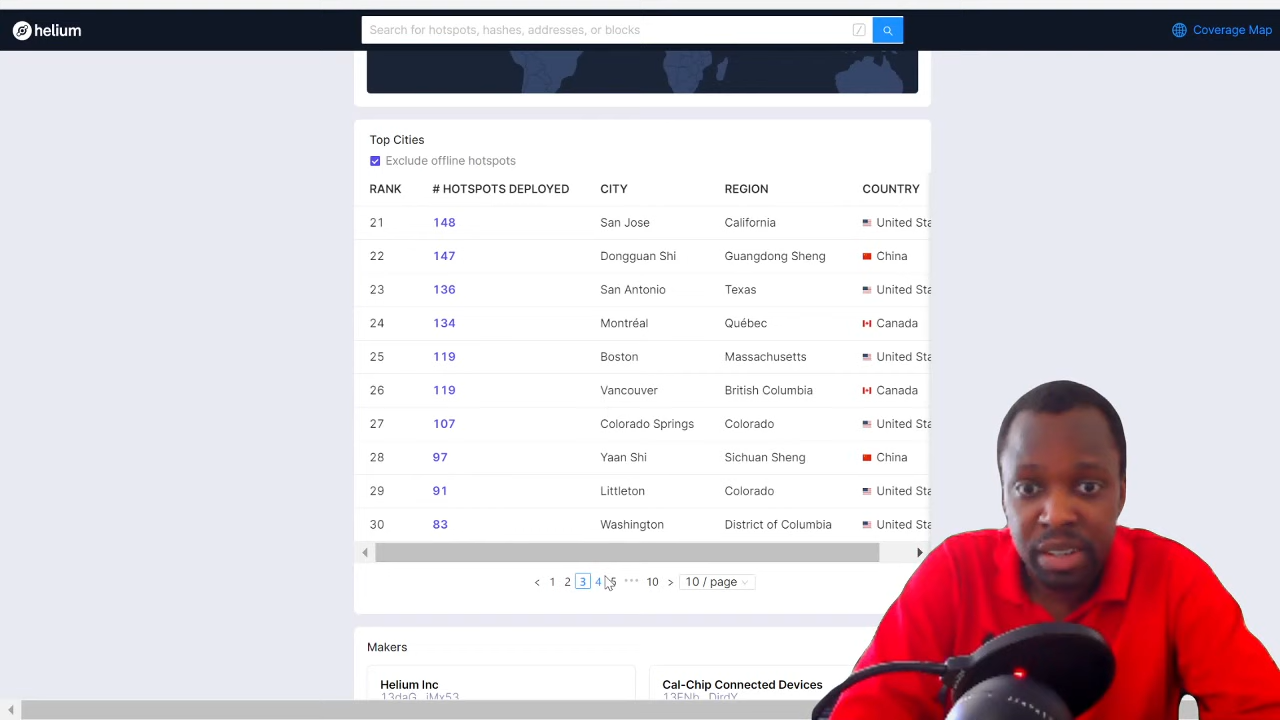 helium
Search for hotspots, hashes, addresses, or blocks
/
Coverage Map
Top Cities
Exclude offline hotspots
RANK # HOTSPOTS DEPLOYED CITY REGION COUNTRY
21 148 San Jose California United Sta
22 147 Dongguan Shi Guangdong Sheng China
23 136 San Antonio Texas United Sta
24 134 Montréal Québec Canada
25 119 Boston Massachusetts United Sta
26 119 Vancouver British Columbia Canada
27 107 Colorado Springs Colorado United Sta
28 97 Yaan Shi Sichuan Sheng China
29 91 Littleton Colorado United Sta
30 83 Washington District of Columbia United Sta
< 1 2 3 4 5 ••• 10 > 10 / page
Makers
Helium Inc Cal-Chip Connected Devices